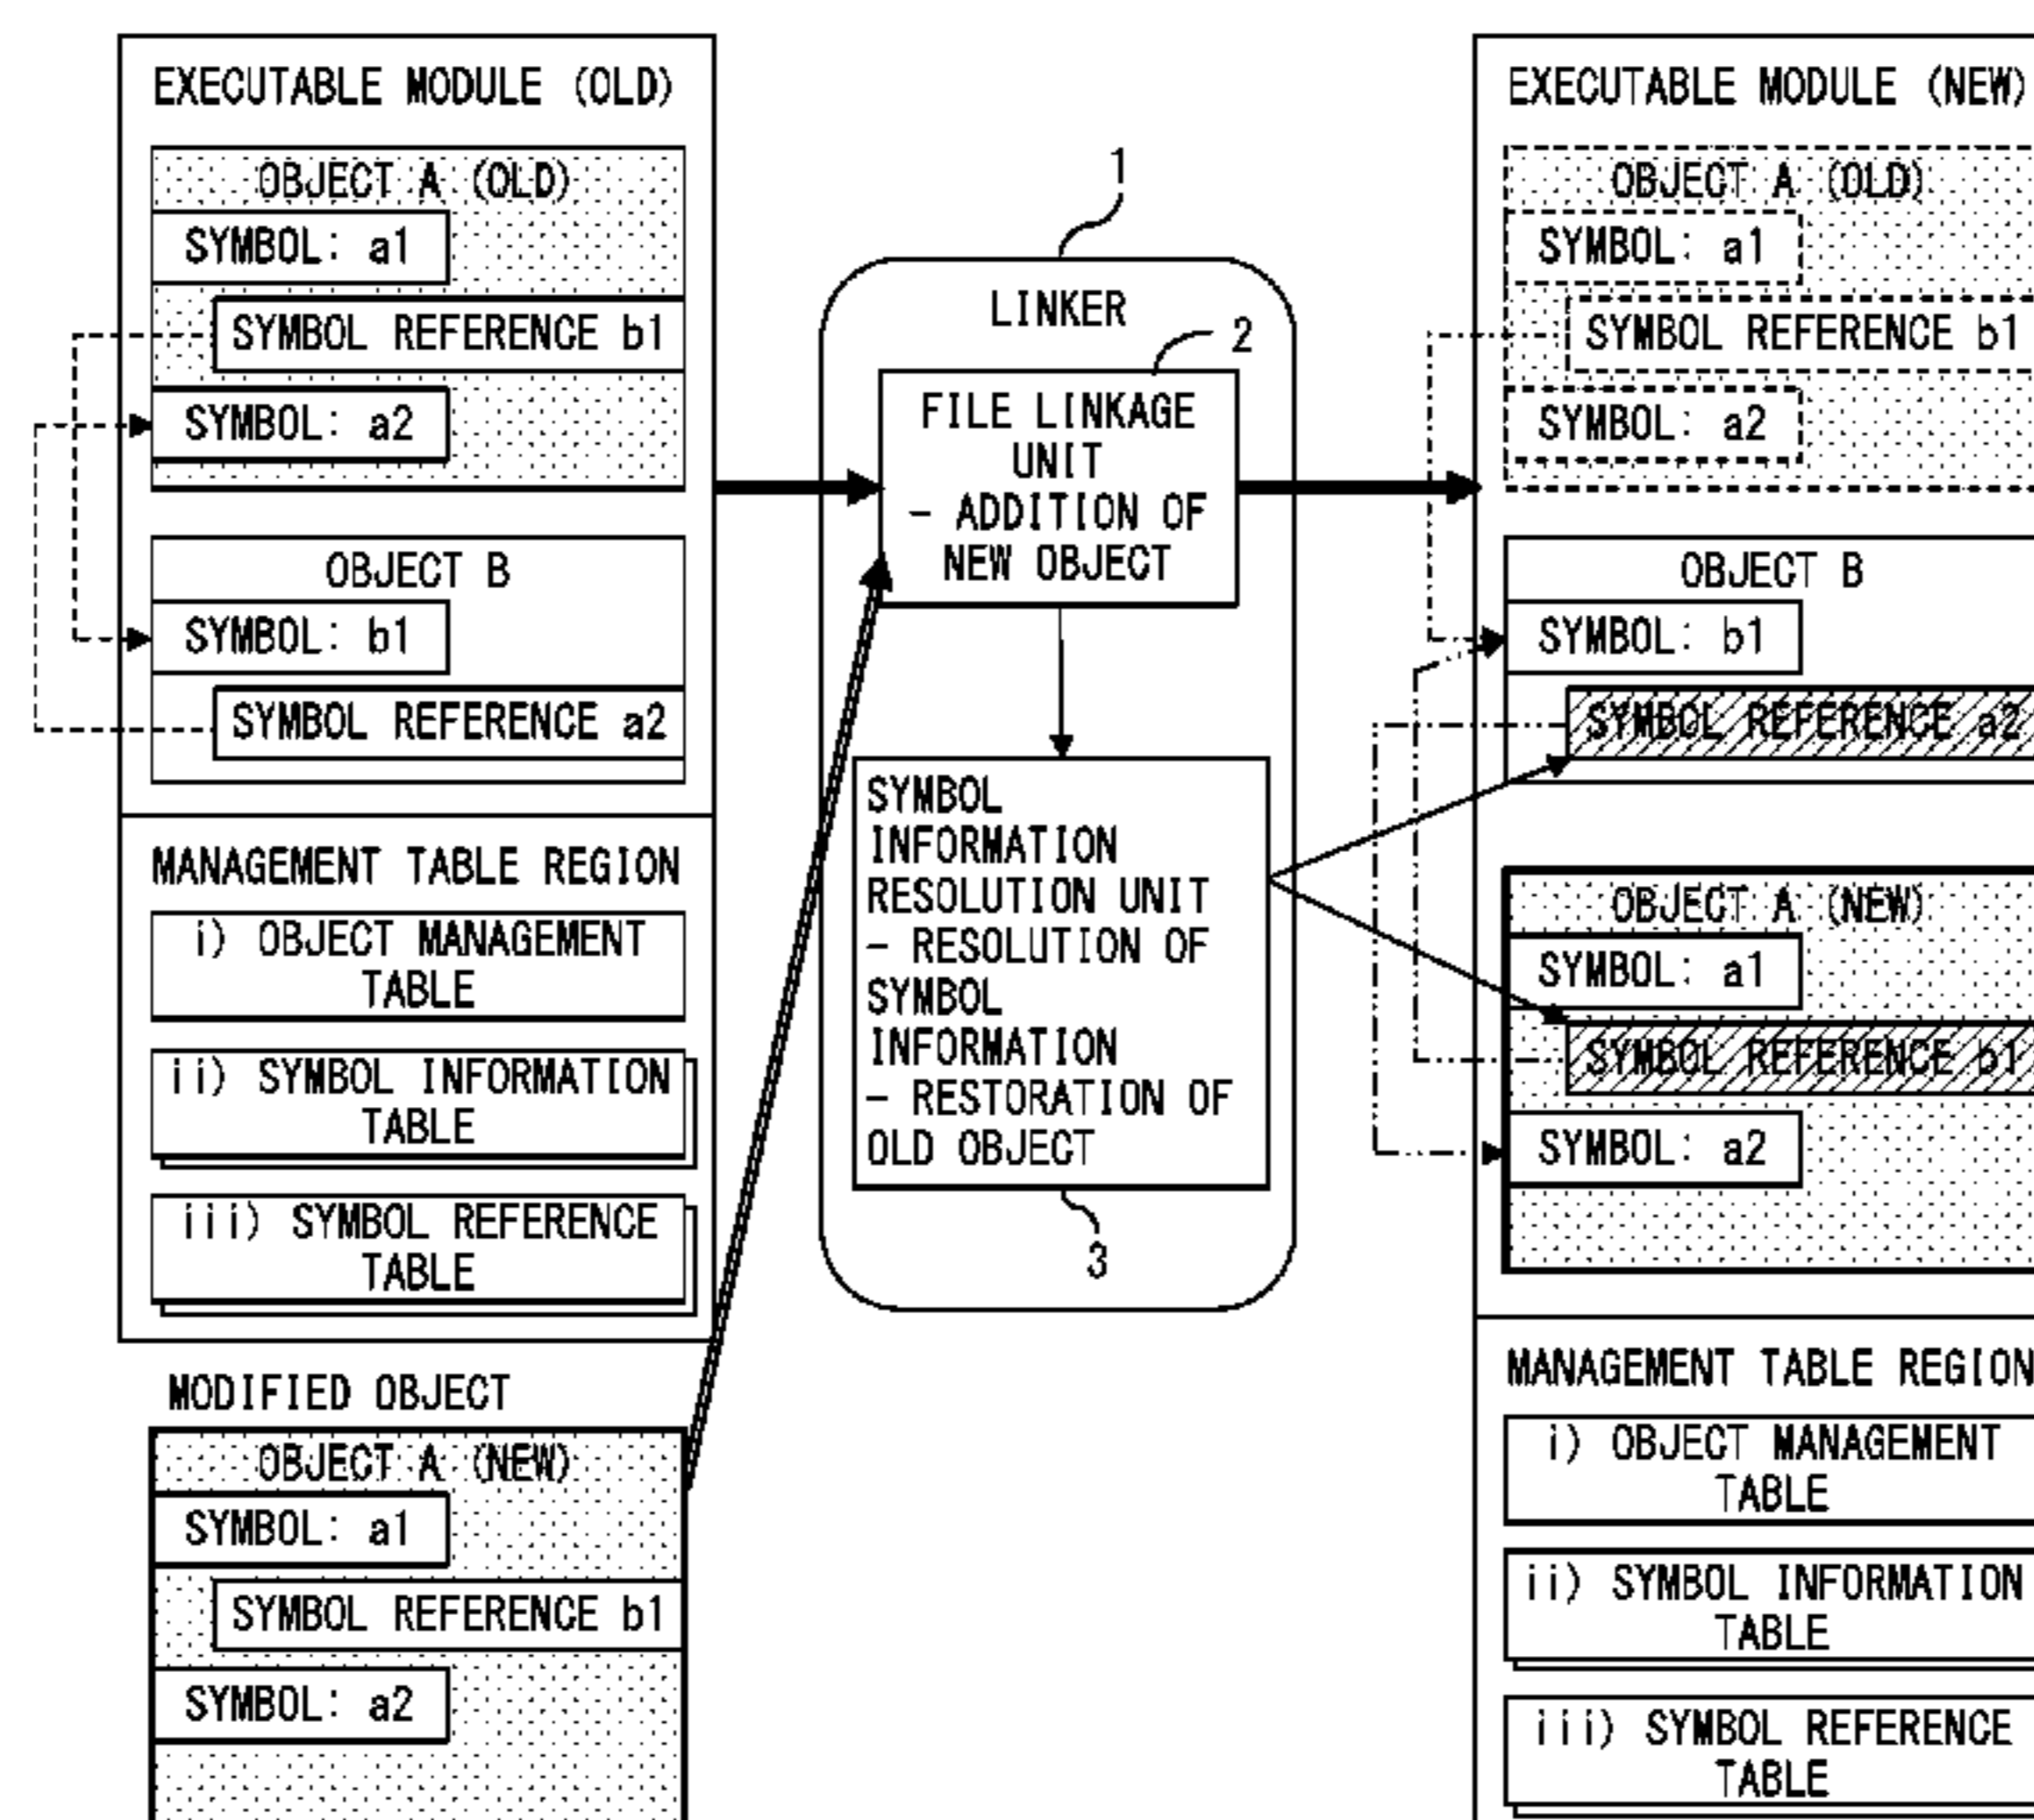 EXECUTABLE MODULE (OLD)
OBJECT A (OLD)
SYMBOL: a1
SYMBOL REFERENCE b1
SYMBOL: a2
OBJECT B
SYMBOL: b1
SYMBOL REFERENCE a2
MANAGEMENT TABLE REGION
i) OBJECT MANAGEMENT
TABLE
ii) SYMBOL INFORMATION
TABLE
iii) SYMBOL REFERENCE
TABLE
MODIFIED OBJECT
OBJECT A (NEW)
SYMBOL: a1
SYMBOL REFERENCE b1
SYMBOL: a2
1
LINKER
2
FILE LINKAGE
UNIT
- ADDITION OF
NEW OBJECT
SYMBOL
INFORMATION
RESOLUTION UNIT
- RESOLUTION OF
SYMBOL
INFORMATION
- RESTORATION OF
OLD OBJECT
3
EXECUTABLE MODULE (NEW)
OBJECT A (OLD)
SYMBOL: a1
SYMBOL REFERENCE b1
SYMBOL: a2
OBJECT B
SYMBOL: b1
SYMBOL REFERENCE a2
OBJECT A (NEW)
SYMBOL: a1
SYMBOL REFERENCE b1
SYMBOL: a2
MANAGEMENT TABLE REGION
i) OBJECT MANAGEMENT
TABLE
ii) SYMBOL INFORMATION
TABLE
iii) SYMBOL REFERENCE
TABLE